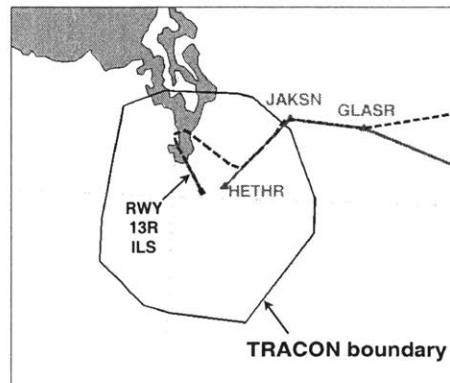 JAKSN
GLASR
HETHR
RWY
13R
ILS
TRACON boundary